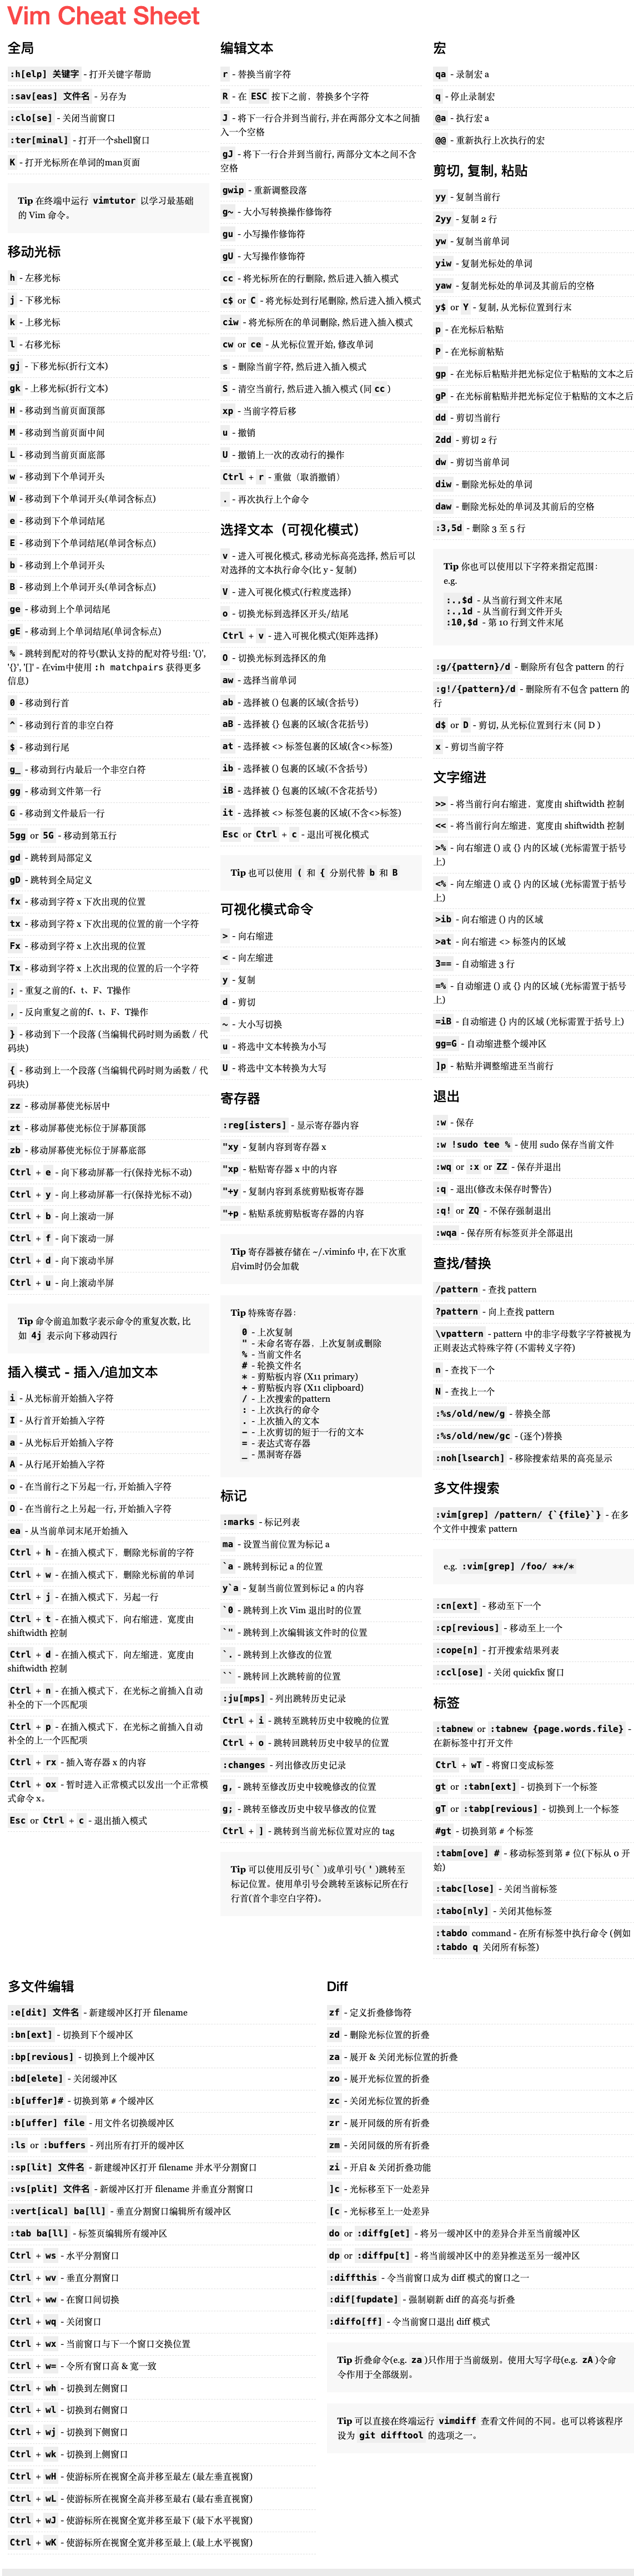 Vim Cheat Sheet
全局
:h[elp] 关键字 - 打开关键字帮助
:sav[eas] 文件名 - 另存为
:clo[se] - 关闭当前窗口
:ter[minal] - 打开一个shell窗口
K - 打开光标所在单词的man页面
Tip 在终端中运行 vimtutor 以学习最基础
的 Vim 命令。
移动光标
h - 左移光标
j - 下移光标
k - 上移光标
l - 右移光标
gj - 下移光标(折行文本)
gk - 上移光标(折行文本)
H - 移动到当前页面顶部
M - 移动到当前页面中间
L - 移动到当前页面底部
w - 移动到下个单词开头
W - 移动到下个单词开头(单词含标点)
e - 移动到下个单词结尾
E - 移动到下个单词结尾(单词含标点)
b - 移动到上个单词开头
B - 移动到上个单词开头(单词含标点)
ge - 移动到上个单词结尾
gE - 移动到上个单词结尾(单词含标点)
% - 跳转到配对的符号(默认支持的配对符号组: '()',
'{}', '[]' - 在vim中使用 :h matchpairs 获得更多
信息)
0 - 移动到行首
^ - 移动到行首的非空白符
$ - 移动到行尾
g_ - 移动到行内最后一个非空白符
gg - 移动到文件第一行
G - 移动到文件最后一行
5gg or 5G - 移动到第五行
gd - 跳转到局部定义
gD - 跳转到全局定义
fx - 移动到字符 x 下次出现的位置
tx - 移动到字符 x 下次出现的位置的前一个字符
Fx - 移动到字符 x 上次出现的位置
Tx - 移动到字符 x 上次出现的位置的后一个字符
; - 重复之前的f、t、F、T操作
, - 反向重复之前的f、t、F、T操作
} - 移动到下一个段落 (当编辑代码时则为函数 / 代
码块)
{ - 移动到上一个段落 (当编辑代码时则为函数 / 代
码块)
zz - 移动屏幕使光标居中
zt - 移动屏幕使光标位于屏幕顶部
zb - 移动屏幕使光标位于屏幕底部
Ctrl + e - 向下移动屏幕一行(保持光标不动)
Ctrl + y - 向上移动屏幕一行(保持光标不动)
Ctrl + b - 向上滚动一屏
Ctrl + f - 向下滚动一屏
Ctrl + d - 向下滚动半屏
Ctrl + u - 向上滚动半屏
Tip 命令前追加数字表示命令的重复次数, 比
如 4j 表示向下移动四行
插入模式 - 插入/追加文本
i - 从光标前开始插入字符
I - 从行首开始插入字符
a - 从光标后开始插入字符
A - 从行尾开始插入字符
o - 在当前行之下另起一行, 开始插入字符
O - 在当前行之上另起一行, 开始插入字符
ea - 从当前单词末尾开始插入
Ctrl + h - 在插入模式下，删除光标前的字符
Ctrl + w - 在插入模式下，删除光标前的单词
Ctrl + j - 在插入模式下，另起一行
Ctrl + t - 在插入模式下，向右缩进，宽度由
shiftwidth 控制
Ctrl + d - 在插入模式下，向左缩进，宽度由
shiftwidth 控制
Ctrl + n - 在插入模式下，在光标之前插入自动
补全的下一个匹配项
Ctrl + p - 在插入模式下，在光标之前插入自动
补全的上一个匹配项
Ctrl + rx - 插入寄存器 x 的内容
Ctrl + ox - 暂时进入正常模式以发出一个正常模
式命令 x。
Esc or Ctrl + c - 退出插入模式
编辑文本
r - 替换当前字符
R - 在 ESC 按下之前，替换多个字符
J - 将下一行合并到当前行, 并在两部分文本之间插
入一个空格
gJ - 将下一行合并到当前行, 两部分文本之间不含
空格
gwip - 重新调整段落
g~ - 大小写转换操作修饰符
gu - 小写操作修饰符
gU - 大写操作修饰符
cc - 将光标所在的行删除, 然后进入插入模式
c$ or C - 将光标处到行尾删除, 然后进入插入模式
ciw - 将光标所在的单词删除, 然后进入插入模式
cw or ce - 从光标位置开始, 修改单词
s - 删除当前字符, 然后进入插入模式
S - 清空当前行, 然后进入插入模式 (同 cc )
xp - 当前字符后移
u - 撤销
U - 撤销上一次的改动行的操作
Ctrl + r - 重做（取消撤销）
. - 再次执行上个命令
选择文本（可视化模式）
v - 进入可视化模式, 移动光标高亮选择, 然后可以
对选择的文本执行命令(比 y - 复制)
V - 进入可视化模式(行粒度选择)
o - 切换光标到选择区开头/结尾
Ctrl + v - 进入可视化模式(矩阵选择)
O - 切换光标到选择区的角
aw - 选择当前单词
ab - 选择被 () 包裹的区域(含括号)
aB - 选择被 {} 包裹的区域(含花括号)
at - 选择被 <> 标签包裹的区域(含<>标签)
ib - 选择被 () 包裹的区域(不含括号)
iB - 选择被 {} 包裹的区域(不含花括号)
it - 选择被 <> 标签包裹的区域(不含<>标签)
Esc or Ctrl + c - 退出可视化模式
Tip 也可以使用 ( 和 { 分别代替 b 和 B
可视化模式命令
> - 向右缩进
< - 向左缩进
y - 复制
d - 剪切
~ - 大小写切换
u - 将选中文本转换为小写
U - 将选中文本转换为大写
寄存器
:reg[isters] - 显示寄存器内容
"xy - 复制内容到寄存器 x
"xp - 粘贴寄存器 x 中的内容
"+y - 复制内容到系统剪贴板寄存器
"+p - 粘贴系统剪贴板寄存器的内容
Tip 寄存器被存储在 ~/.viminfo 中, 在下次重
启vim时仍会加载
Tip 特殊寄存器：
0 - 上次复制
" - 未命名寄存器，上次复制或删除
% - 当前文件名
# - 轮换文件名
* - 剪贴板内容 (X11 primary)
+ - 剪贴板内容 (X11 clipboard)
/ - 上次搜索的pattern
: - 上次执行的命令
. - 上次插入的文本
- - 上次剪切的短于一行的文本
= - 表达式寄存器
_ - 黑洞寄存器
标记
:marks - 标记列表
ma - 设置当前位置为标记 a
`a - 跳转到标记 a 的位置
y`a - 复制当前位置到标记 a 的内容
`0 - 跳转到上次 Vim 退出时的位置
`" - 跳转到上次编辑该文件时的位置
`. - 跳转到上次修改的位置
`` - 跳转回上次跳转前的位置
:ju[mps] - 列出跳转历史记录
Ctrl + i - 跳转至跳转历史中较晚的位置
Ctrl + o - 跳转回跳转历史中较早的位置
:changes - 列出修改历史记录
g, - 跳转至修改历史中较晚修改的位置
g; - 跳转至修改历史中较早修改的位置
Ctrl + ] - 跳转到当前光标位置对应的 tag
Tip 可以使用反引号( ` )或单引号( ' )跳转至
标记位置。使用单引号会跳转至该标记所在行
行首(首个非空白字符)。
宏
qa - 录制宏 a
q - 停止录制宏
@a - 执行宏 a
@@ - 重新执行上次执行的宏
剪切, 复制, 粘贴
yy - 复制当前行
2yy - 复制 2 行
yw - 复制当前单词
yiw - 复制光标处的单词
yaw - 复制光标处的单词及其前后的空格
y$ or Y - 复制, 从光标位置到行末
p - 在光标后粘贴
P - 在光标前粘贴
gp - 在光标后粘贴并把光标定位于粘贴的文本之后
gP - 在光标前粘贴并把光标定位于粘贴的文本之后
dd - 剪切当前行
2dd - 剪切 2 行
dw - 剪切当前单词
diw - 删除光标处的单词
daw - 删除光标处的单词及其前后的空格
:3,5d - 删除 3 至 5 行
Tip 你也可以使用以下字符来指定范围：
e.g.
:.,$d - 从当前行到文件末尾
:.,1d - 从当前行到文件开头
:10,$d - 第 10 行到文件末尾
:g/{pattern}/d - 删除所有包含 pattern 的行
:g!/{pattern}/d - 删除所有不包含 pattern 的
行
d$ or D - 剪切, 从光标位置到行末 (同 D )
x - 剪切当前字符
文字缩进
>> - 将当前行向右缩进，宽度由 shiftwidth 控制
<< - 将当前行向左缩进，宽度由 shiftwidth 控制
>% - 向右缩进 () 或 {} 内的区域 (光标需置于括号
上)
<% - 向左缩进 () 或 {} 内的区域 (光标需置于括号
上)
>ib - 向右缩进 () 内的区域
>at - 向右缩进 <> 标签内的区域
3== - 自动缩进 3 行
=% - 自动缩进 () 或 {} 内的区域 (光标需置于括号
上)
=iB - 自动缩进 {} 内的区域 (光标需置于括号上)
gg=G - 自动缩进整个缓冲区
]p - 粘贴并调整缩进至当前行
退出
:w - 保存
:w !sudo tee % - 使用 sudo 保存当前文件
:wq or :x or ZZ - 保存并退出
:q - 退出(修改未保存时警告)
:q! or ZQ - 不保存强制退出
:wqa - 保存所有标签页并全部退出
查找/替换
/pattern - 查找 pattern
?pattern - 向上查找 pattern
\vpattern - pattern 中的非字母数字字符被视为
正则表达式特殊字符 (不需转义字符)
n - 查找下一个
N - 查找上一个
:%s/old/new/g - 替换全部
:%s/old/new/gc - (逐个)替换
:noh[lsearch] - 移除搜索结果的高亮显示
多文件搜索
:vim[grep] /pattern/ {`{file}`} - 在多
个文件中搜索 pattern
e.g. :vim[grep] /foo/ **/*
:cn[ext] - 移动至下一个
:cp[revious] - 移动至上一个
:cope[n] - 打开搜索结果列表
:ccl[ose] - 关闭 quickfix 窗口
标签
:tabnew or :tabnew {page.words.file} -
在新标签中打开文件
Ctrl + wT - 将窗口变成标签
gt or :tabn[ext] - 切换到下一个标签
gT or :tabp[revious] - 切换到上一个标签
#gt - 切换到第 # 个标签
:tabm[ove] # - 移动标签到第 # 位(下标从 0 开
始)
:tabc[lose] - 关闭当前标签
:tabo[nly] - 关闭其他标签
:tabdo command - 在所有标签中执行命令 (例如
:tabdo q 关闭所有标签)
多文件编辑
:e[dit] 文件名 - 新建缓冲区打开 filename
:bn[ext] - 切换到下个缓冲区
:bp[revious] - 切换到上个缓冲区
:bd[elete] - 关闭缓冲区
:b[uffer]# - 切换到第 # 个缓冲区
:b[uffer] file - 用文件名切换缓冲区
:ls or :buffers - 列出所有打开的缓冲区
:sp[lit] 文件名 - 新建缓冲区打开 filename 并水平分割窗口
:vs[plit] 文件名 - 新缓冲区打开 filename 并垂直分割窗口
:vert[ical] ba[ll] - 垂直分割窗口编辑所有缓冲区
:tab ba[ll] - 标签页编辑所有缓冲区
Ctrl + ws - 水平分割窗口
Ctrl + wv - 垂直分割窗口
Ctrl + ww - 在窗口间切换
Ctrl + wq - 关闭窗口
Ctrl + wx - 当前窗口与下一个窗口交换位置
Ctrl + w= - 令所有窗口高 & 宽一致
Ctrl + wh - 切换到左侧窗口
Ctrl + wl - 切换到右侧窗口
Ctrl + wj - 切换到下侧窗口
Ctrl + wk - 切换到上侧窗口
Ctrl + wH - 使游标所在视窗全高并移至最左 (最左垂直视窗)
Ctrl + wL - 使游标所在视窗全高并移至最右 (最右垂直视窗)
Ctrl + wJ - 使游标所在视窗全宽并移至最下 (最下水平视窗)
Ctrl + wK - 使游标所在视窗全宽并移至最上 (最上水平视窗)
Diff
zf - 定义折叠修饰符
zd - 删除光标位置的折叠
za - 展开 & 关闭光标位置的折叠
zo - 展开光标位置的折叠
zc - 关闭光标位置的折叠
zr - 展开同级的所有折叠
zm - 关闭同级的所有折叠
zi - 开启 & 关闭折叠功能
]c - 光标移至下一处差异
[c - 光标移至上一处差异
do or :diffg[et] - 将另一缓冲区中的差异合并至当前缓冲区
dp or :diffpu[t] - 将当前缓冲区中的差异推送至另一缓冲区
:diffthis - 令当前窗口成为 diff 模式的窗口之一
:dif[fupdate] - 强制刷新 diff 的高亮与折叠
:diffo[ff] - 令当前窗口退出 diff 模式
Tip 折叠命令(e.g. za )只作用于当前级别。使用大写字母(e.g. zA )令命
令作用于全部级别。
Tip 可以直接在终端运行 vimdiff 查看文件间的不同。也可以将该程序
设为 git difftool 的选项之一。